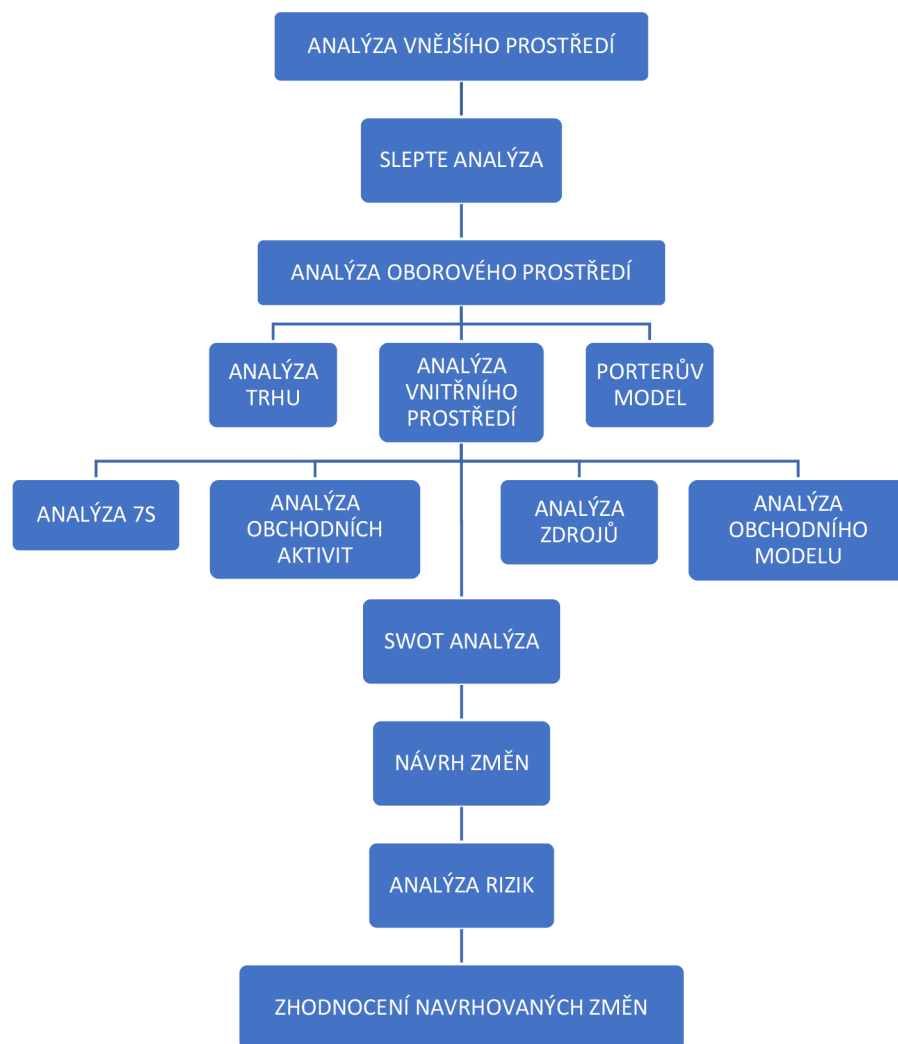 ANALÝZA VNĚJŠÍHO PROSTŘEDÍ
SLEPTE ANALÝZA
ANALÝZA OBOROVÉHO PROSTŘEDÍ
ANALÝZA
TRHU
ANALÝZA
VNITŘNÍHO
PROSTŘEDÍ
PORTERŮV
MODEL
ANALÝZA 7S
ANALÝZA
OBCHODNÍCH
AKTIVIT
ANALÝZA
ZDROJŮ
ANALÝZA
OBCHODNÍHO
MODELU
SWOT ANALÝZA
NÁVRH ZMĚN
ANALÝZA RIZIK
ZHODNOCENÍ NAVRHOVANÝCH ZMĚN